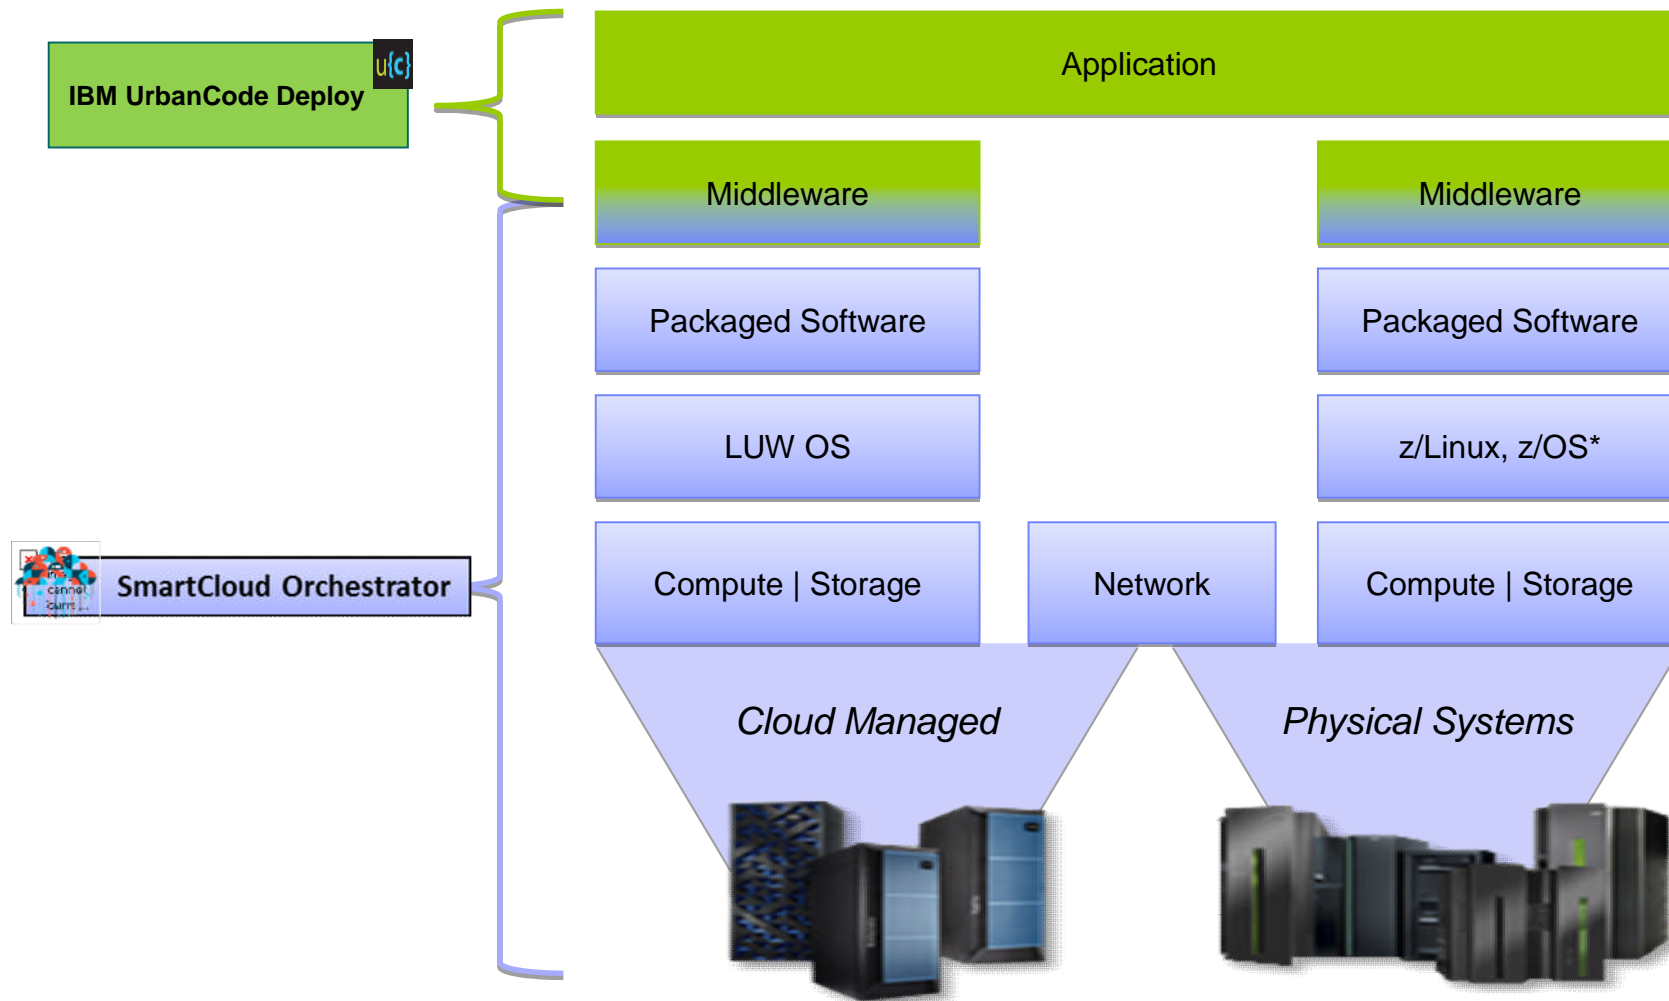 Application
u{c}
IBM UrbanCode Deploy
Middleware
Middleware
Packaged Software
Packaged Software
LUW OS
z/Linux, z/OS*
SmartCloud Orchestrator
cannot
Compute | Storage
Network
Compute | Storage
Cloud Managed
Physical Systems